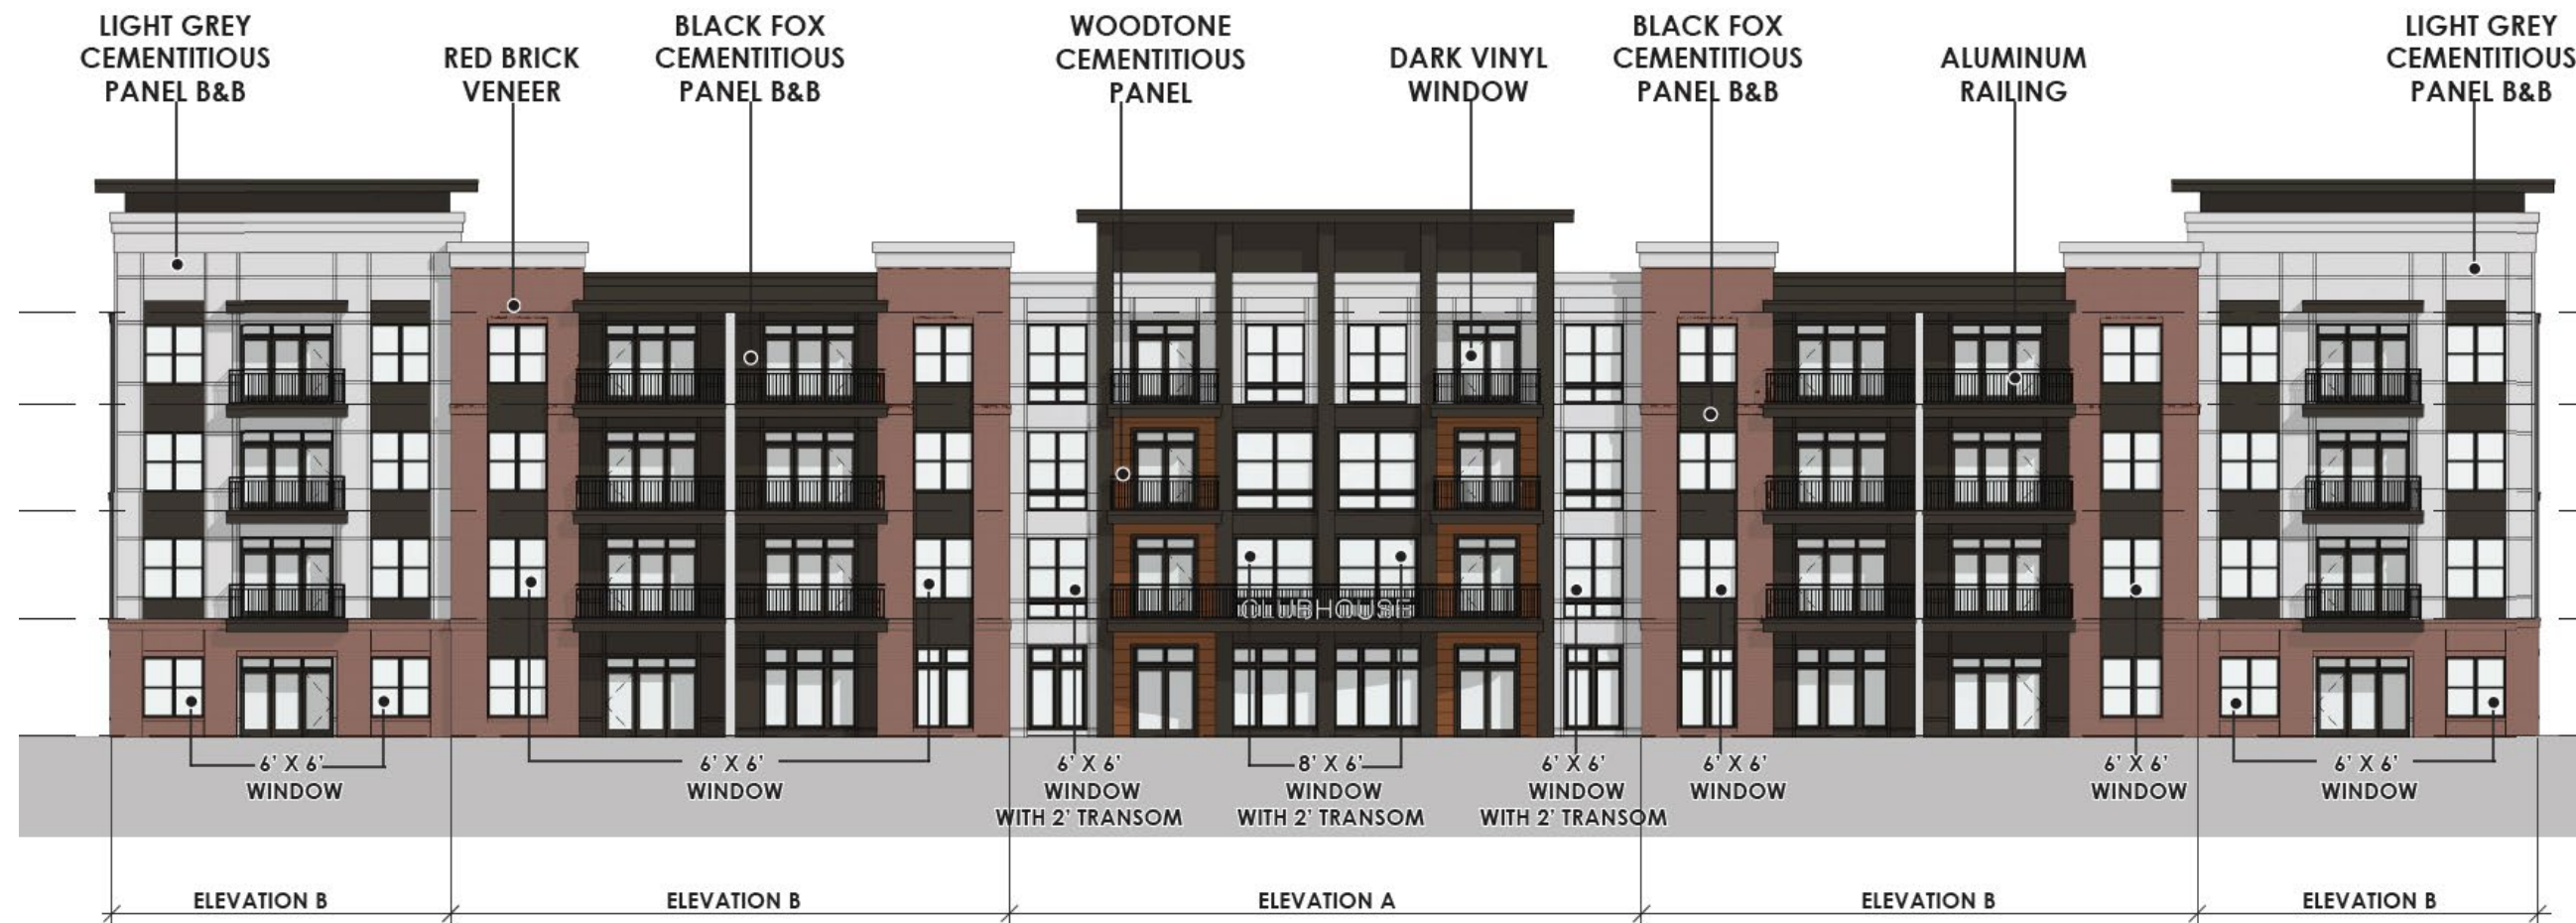 LIGHT GREY
CEMENTITIOUS
PANEL B&B
RED BRICK
VENEER
BLACK FOX
CEMENTITIOUS
PANEL B&B
WOODTONE
CEMENTITIOUS
PANEL
DARK VINYL
WINDOW
BLACK FOX
CEMENTITIOUS
PANEL B&B
ALUMINUM
RAILING
LIGHT GREY
CEMENTITIOUS
PANEL B&B
CLUBHOUSE
6' X 6'
WINDOW
6' X 6'
WINDOW
6' X 6'
WINDOW
WITH 2' TRANSOM
8' X 6'
WINDOW
WITH 2' TRANSOM
6' X 6'
WINDOW
WITH 2' TRANSOM
6' X 6'
WINDOW
6' X 6'
WINDOW
6' X 6'
WINDOW
ELEVATION B
ELEVATION B
ELEVATION A
ELEVATION B
ELEVATION B